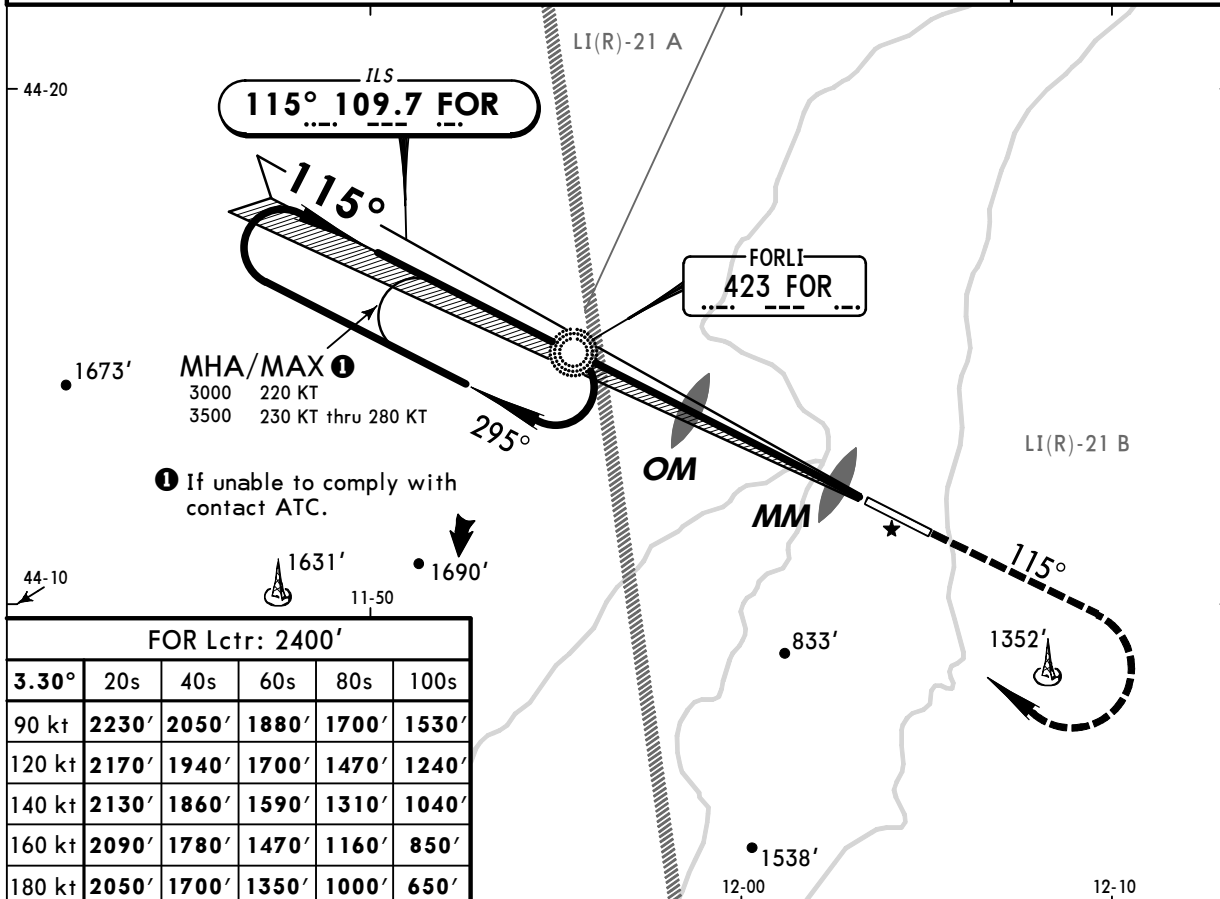 LI(R)-21 A
44-20
ILS
115° 109.7 FOR
115°
FORLI
423 FOR
1673'
MHA/MAX ❶
3000 220 KT
3500 230 KT thru 280 KT
295°
OM
LI(R)-21 B
❶ If unable to comply with
contact ATC.
MM
1631'
1690'
115°
44-10
11-50
833'
1352'
FOR Lctr: 2400'
3.30° 20s 40s 60s 80s 100s
90 kt 2230' 2050' 1880' 1700' 1530'
120 kt 2170' 1940' 1700' 1470' 1240'
140 kt 2130' 1860' 1590' 1310' 1040'
160 kt 2090' 1780' 1470' 1160' 850'
180 kt 2050' 1700' 1350' 1000' 650'
1538'
12-00
12-10